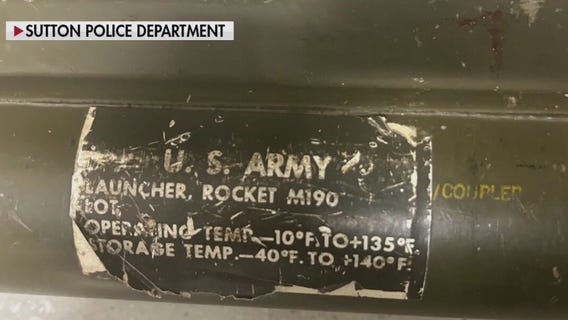 SUTTON POLICE DEPARTMENT
U. S. ARMY
LAUNCHER, ROCKET M190
LOT
OPERATING TEMP.—10°F. TO +135°F.
STORAGE TEMP.—40°F. TO +140°F.
/COUPLER